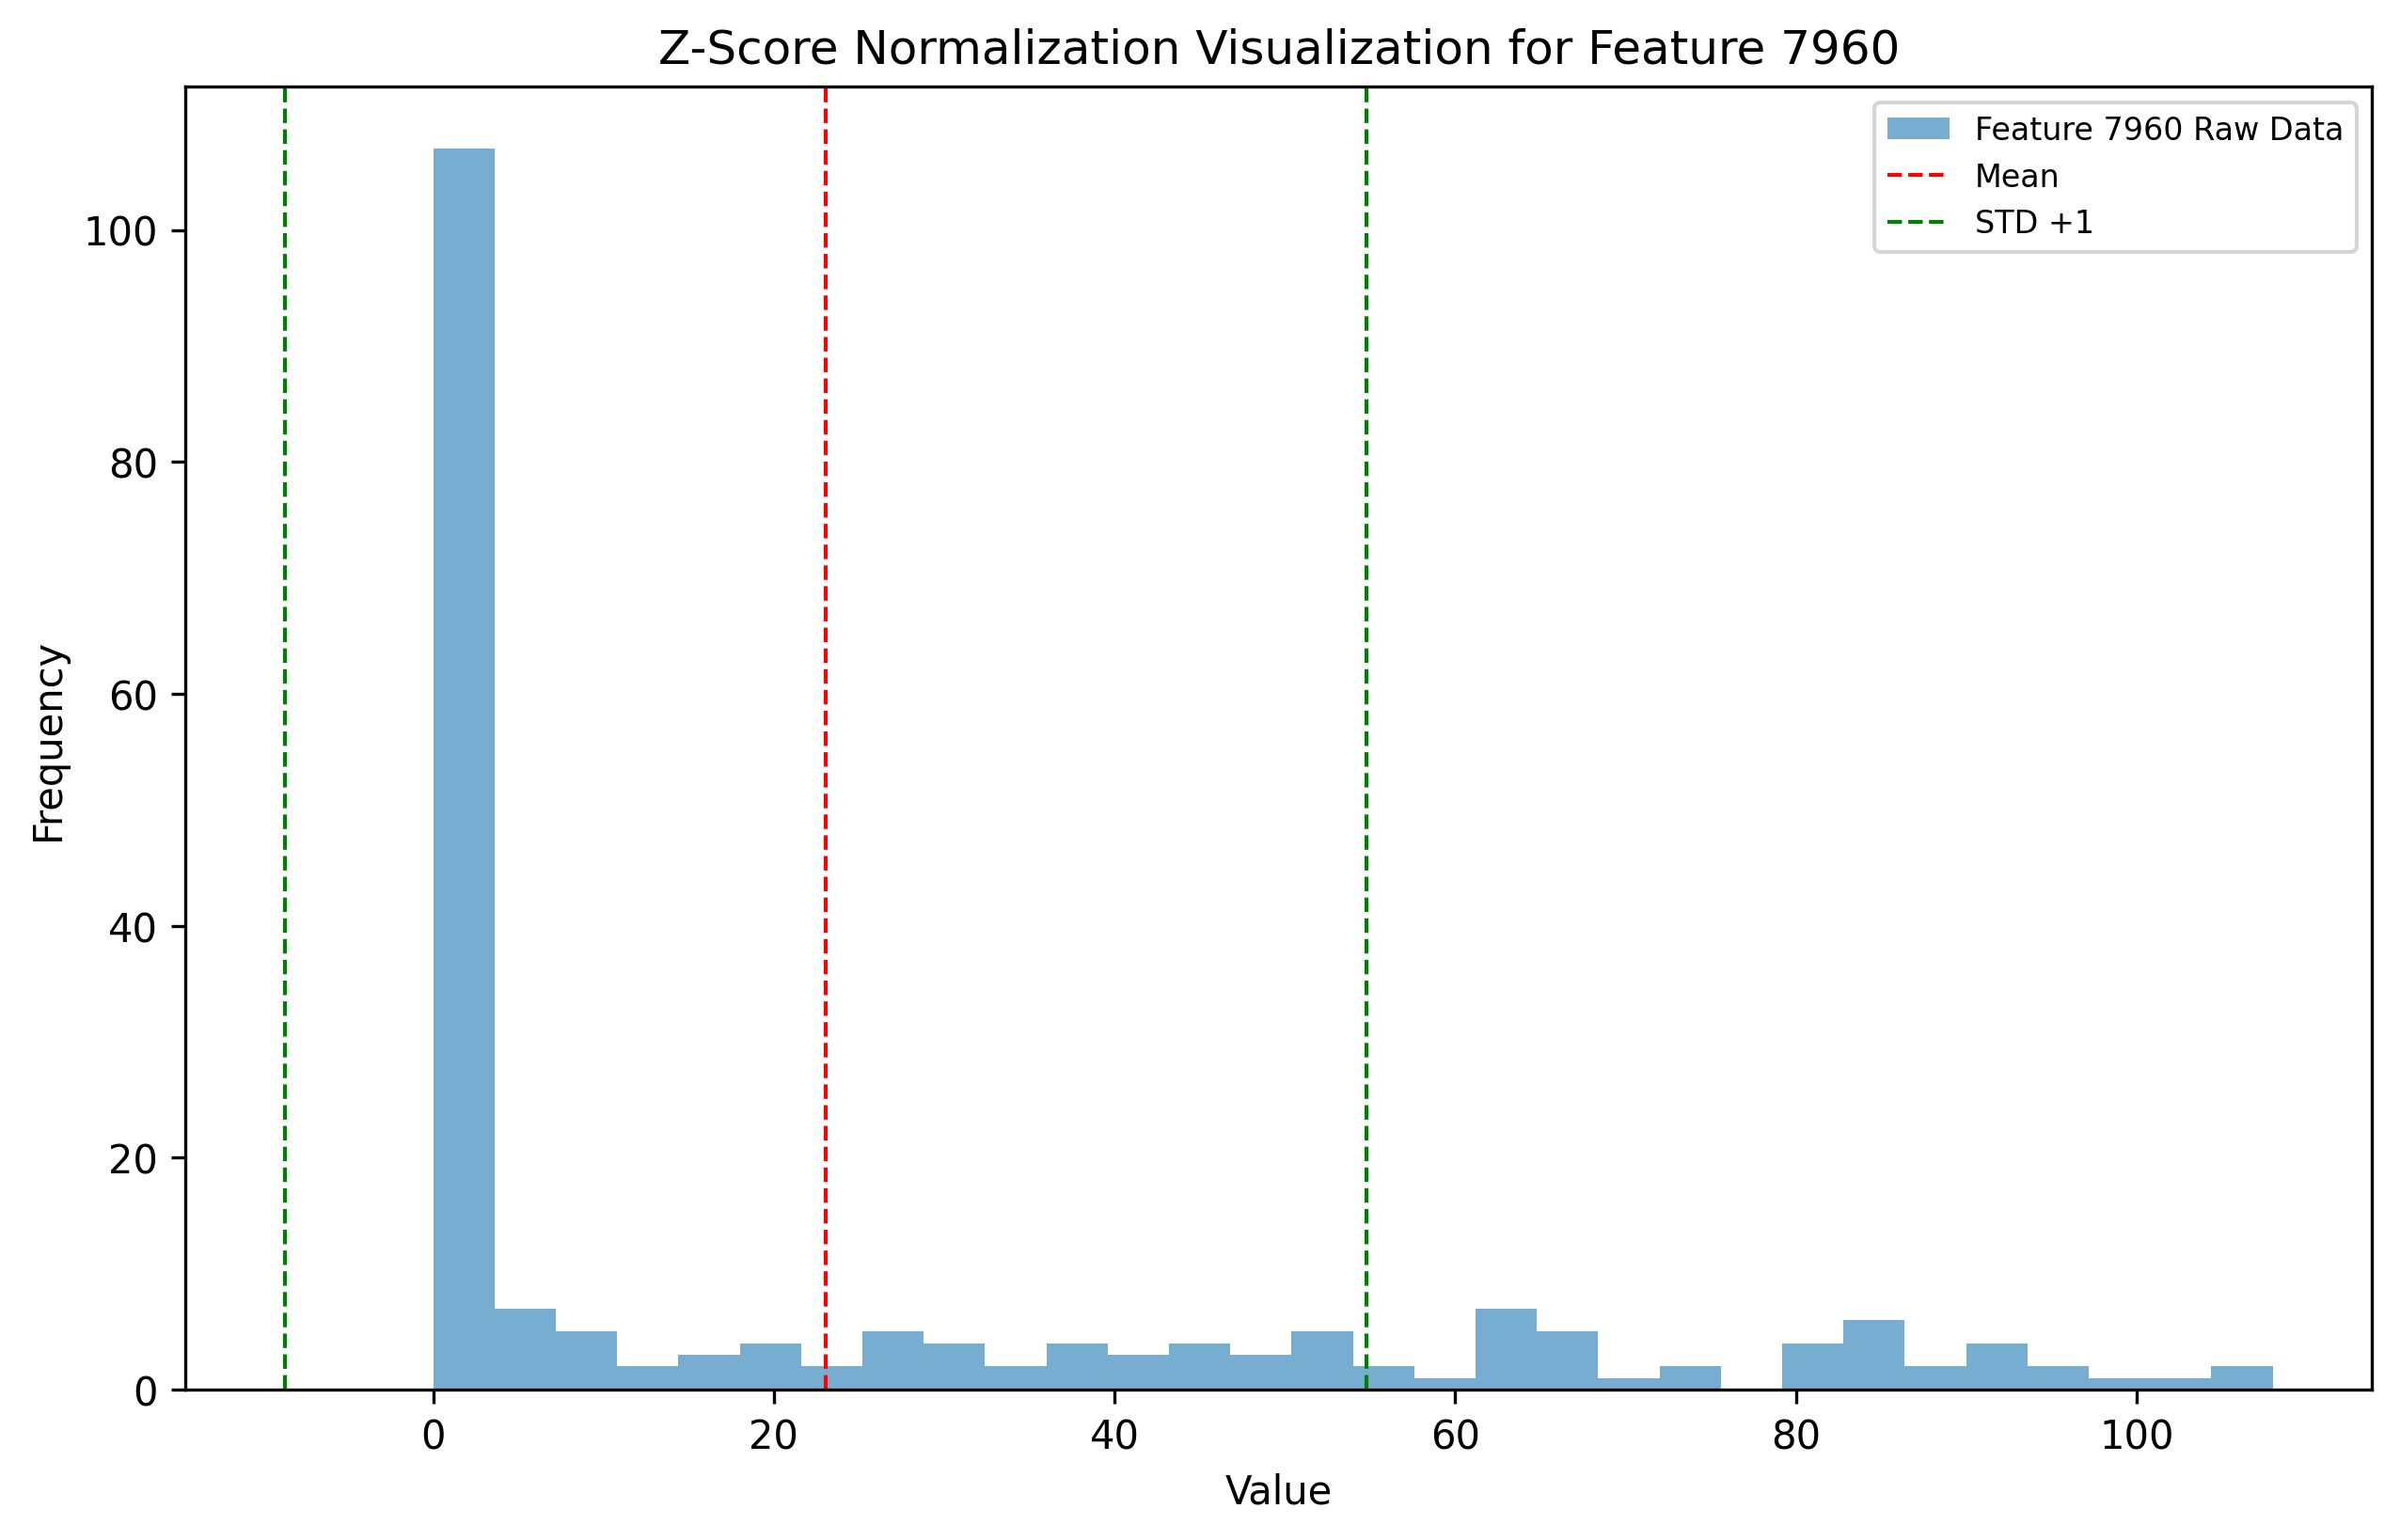 Z-Score Normalization Visualization for Feature 7960
Feature 7960 Raw Data
Mean
STD +1
100
80
60
40
20
0
Frequency
0 20 40 60 80 100
Value